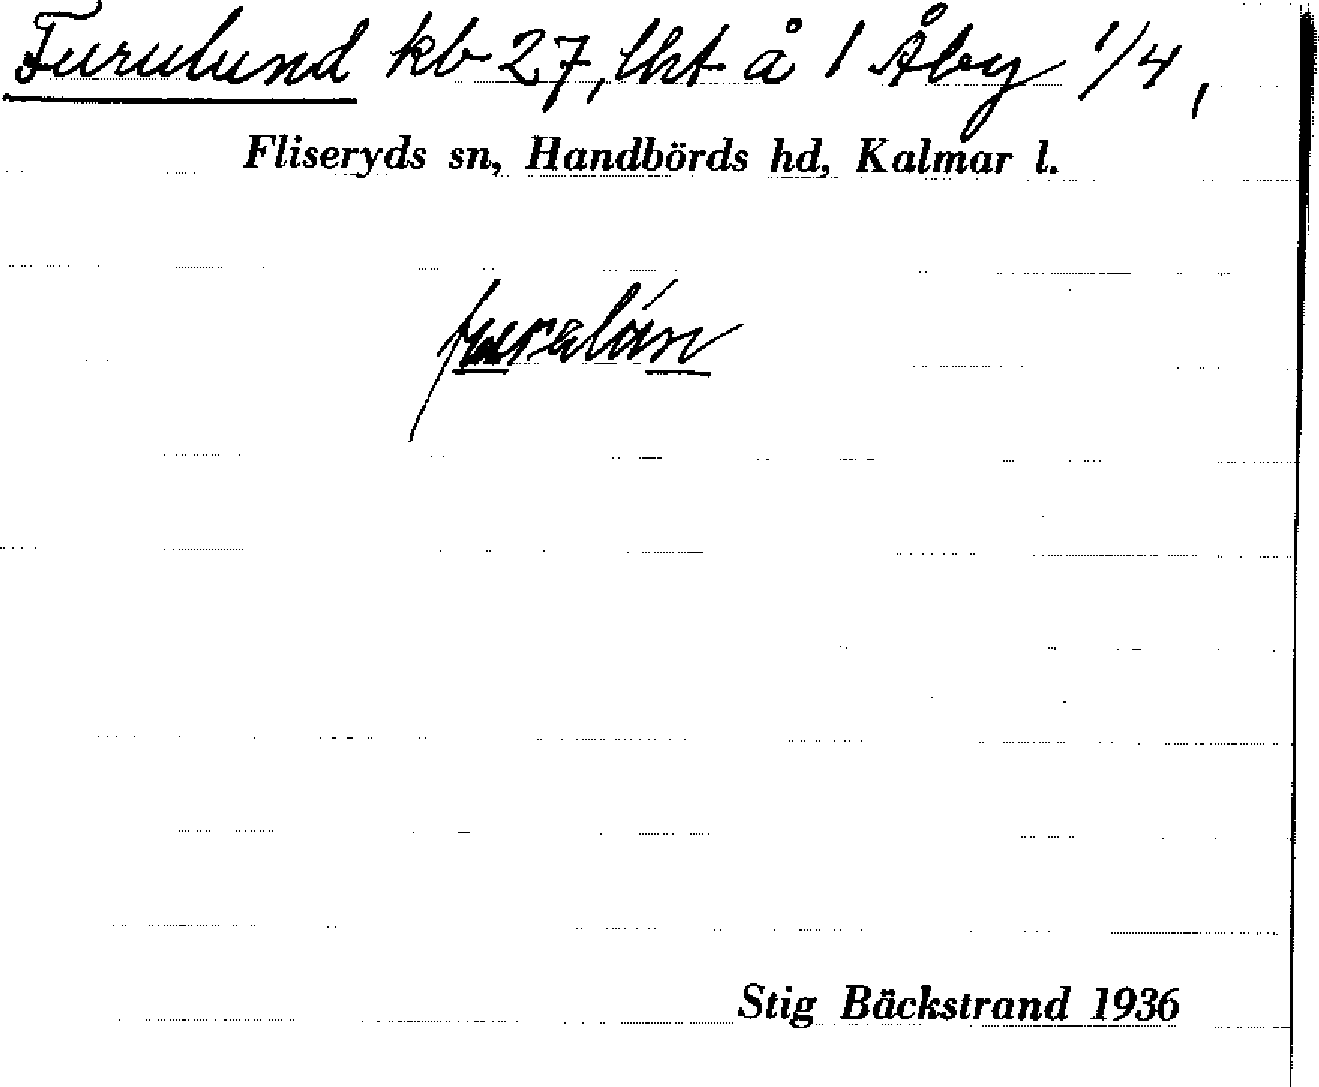 Furulund kb 27, lht å 1 Åby 1/4,
Fliseryds sn, Handbörds hd, Kalmar l.
Stig Bäckstrand 1936